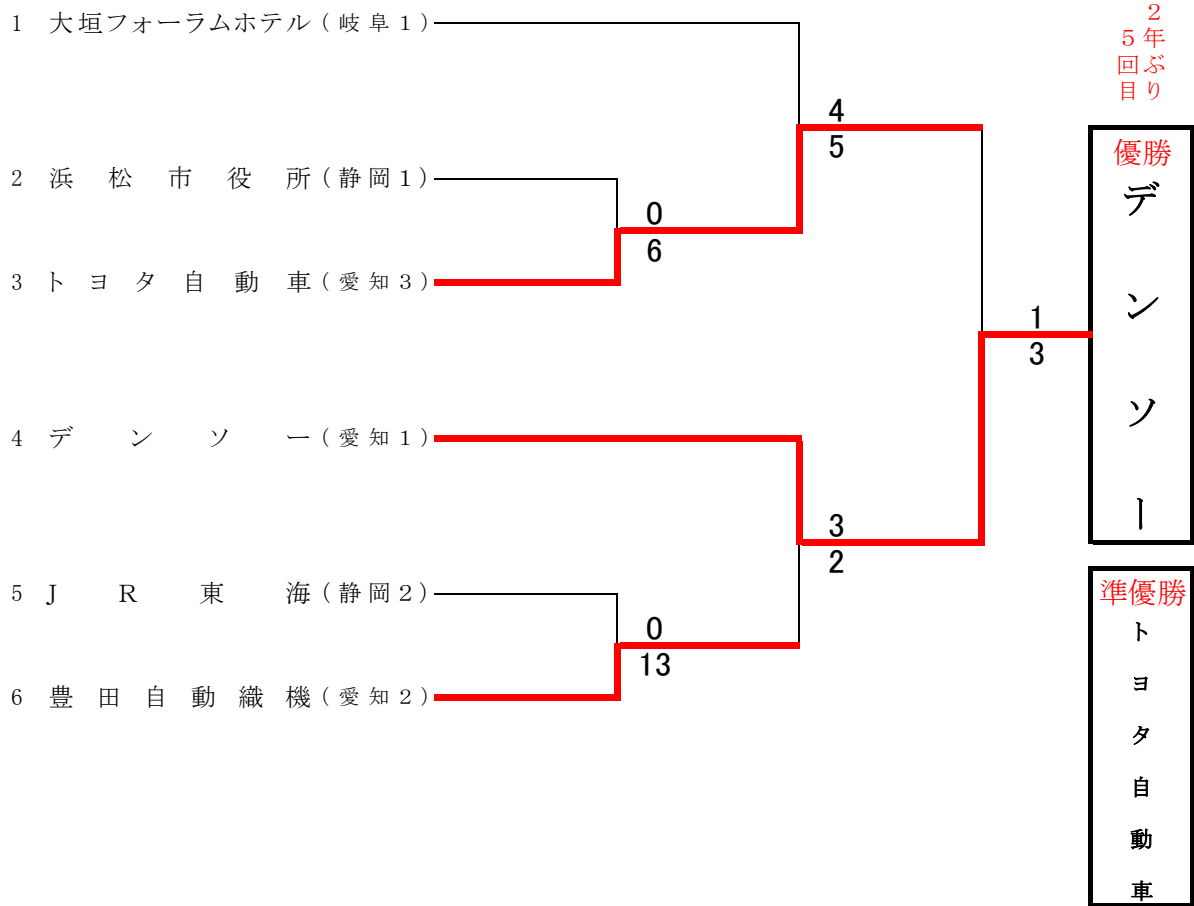 1 大垣フォーラムホテル(岐阜1)
2年ぶり
5回目
4
5
優勝
デンソー
2 浜松市役所(静岡1)
0
6
3 トヨタ自動車(愛知3)
1
3
4 デンソー(愛知1)
3
2
5 JR東海(静岡2)
準優勝
トヨタ自動車
0
13
6 豊田自動織機(愛知2)